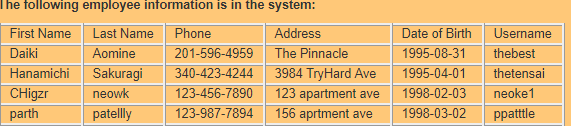 The following employee information is in the system:
First Name Last Name Phone Address Date of Birth Username
Daiki Aomine 201-596-4959 The Pinnacle 1995-08-31 thebest
Hanamichi Sakuragi 340-423-4244 3984 TryHard Ave 1995-04-01 thetensai
CHigzr neowk 123-456-7890 123 apartment ave 1998-02-03 neoke1
parth patellly 123-987-7894 156 aprtment ave 1998-03-02 ppatttle